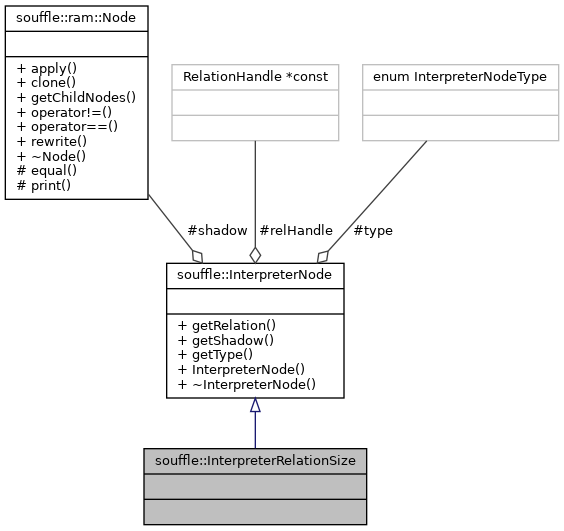 souffle::ram::Node
+ apply()
+ clone()
+ getChildNodes()
+ operator!=()
+ operator==()
+ rewrite()
+ ~Node()
# equal()
# print()
RelationHandle *const
enum InterpreterNodeType
#shadow
#relHandle
#type
souffle::InterpreterNode
+ getRelation()
+ getShadow()
+ getType()
+ InterpreterNode()
+ ~InterpreterNode()
souffle::InterpreterRelationSize